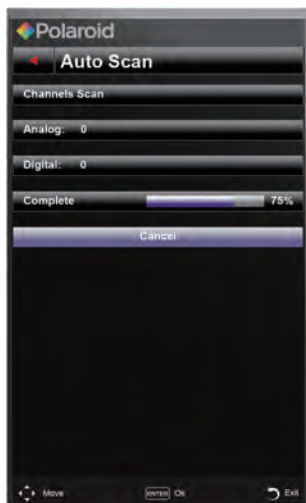 Polaroid
Auto Scan
Channels Scan
Analog: 0
Digital: 0
Complete 75%
Cancel
Move ENTER Ok Exit